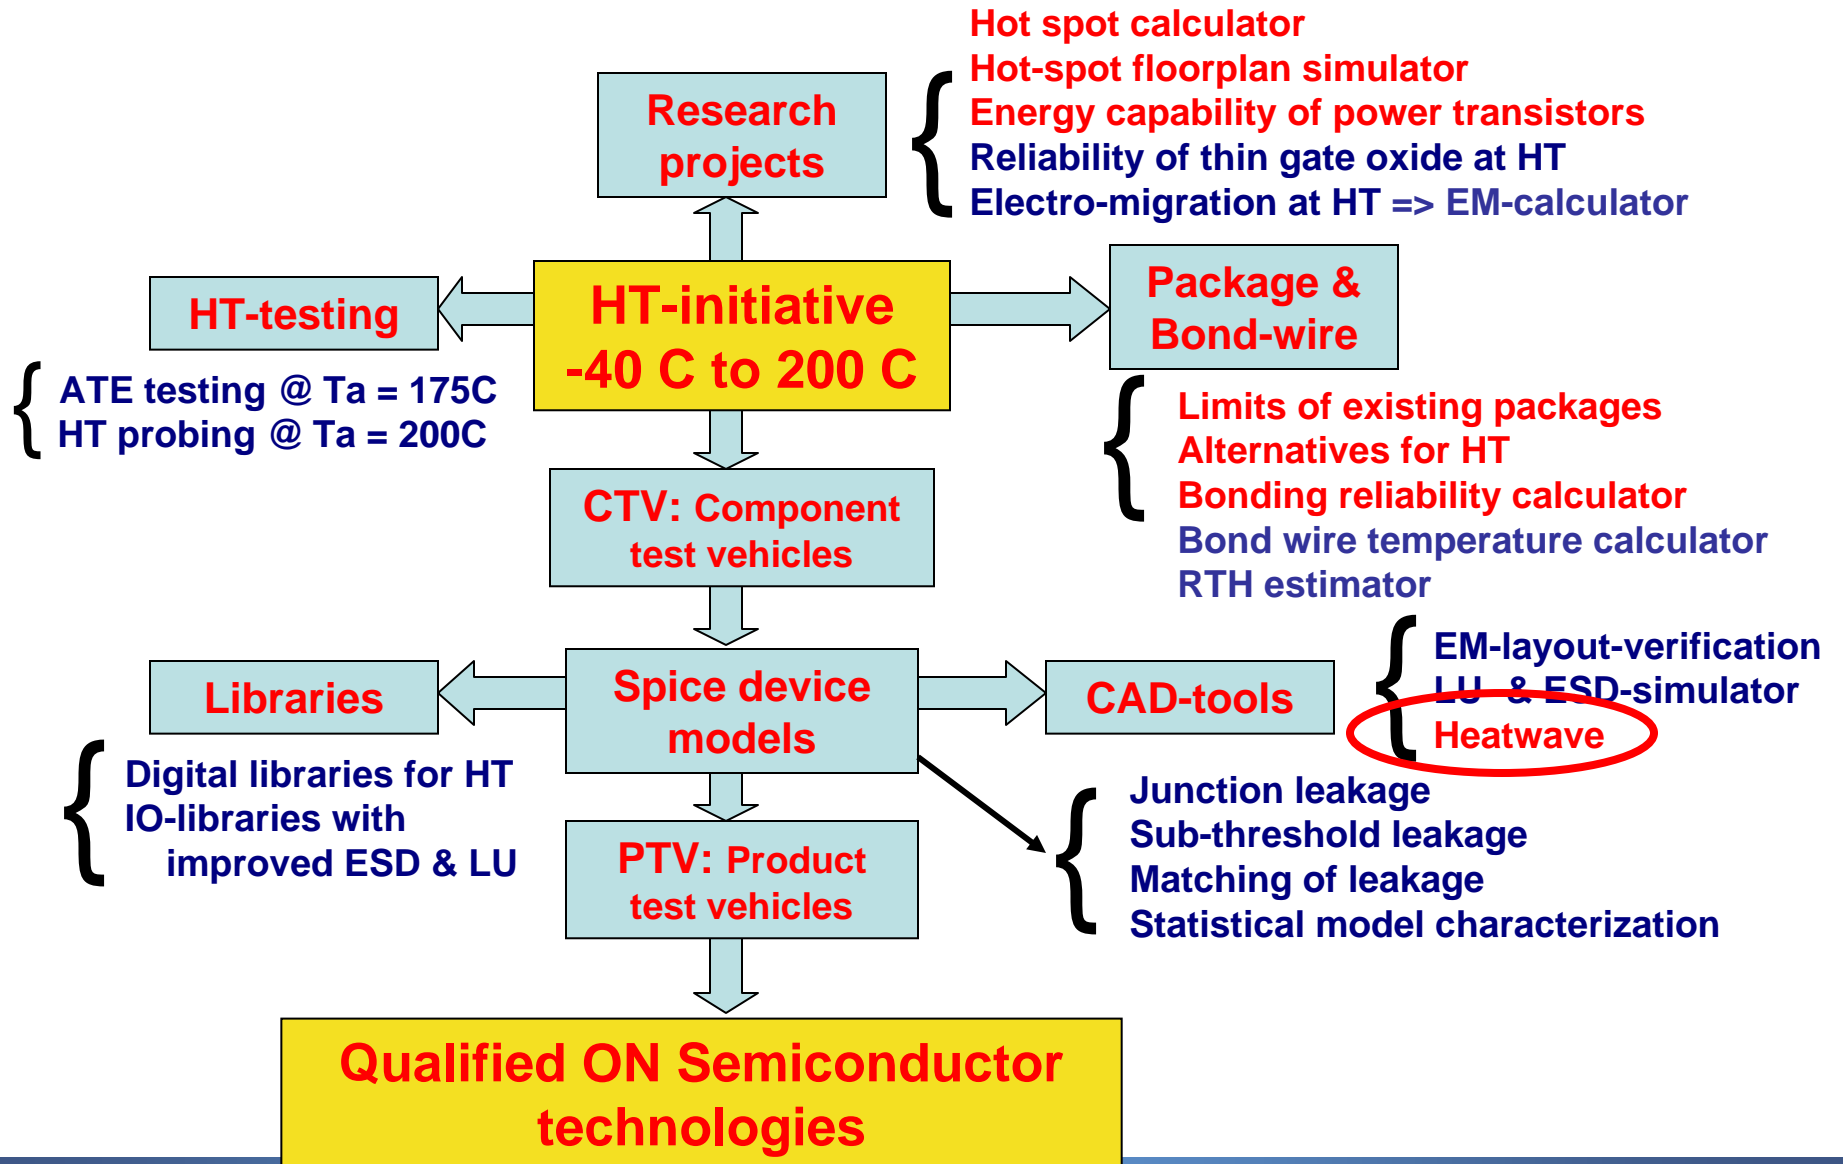 Hot spot calculator
Hot-spot floorplan simulator
Energy capability of power transistors
Reliability of thin gate oxide at HT
Electro-migration at HT => EM-calculator
Research
projects
HT-testing
HT-initiative
-40 C to 200 C
Package &
Bond-wire
ATE testing @ Ta = 175C
HT probing @ Ta = 200C
Limits of existing packages
Alternatives for HT
Bonding reliability calculator
Bond wire temperature calculator
RTH estimator
CTV: Component
test vehicles
Libraries
Spice device
models
CAD-tools
EM-layout-verification
LU- & ESD-simulator
Heatwave
Digital libraries for HT
IO-libraries with
improved ESD & LU
Junction leakage
Sub-threshold leakage
Matching of leakage
Statistical model characterization
PTV: Product
test vehicles
Qualified ON Semiconductor
technologies